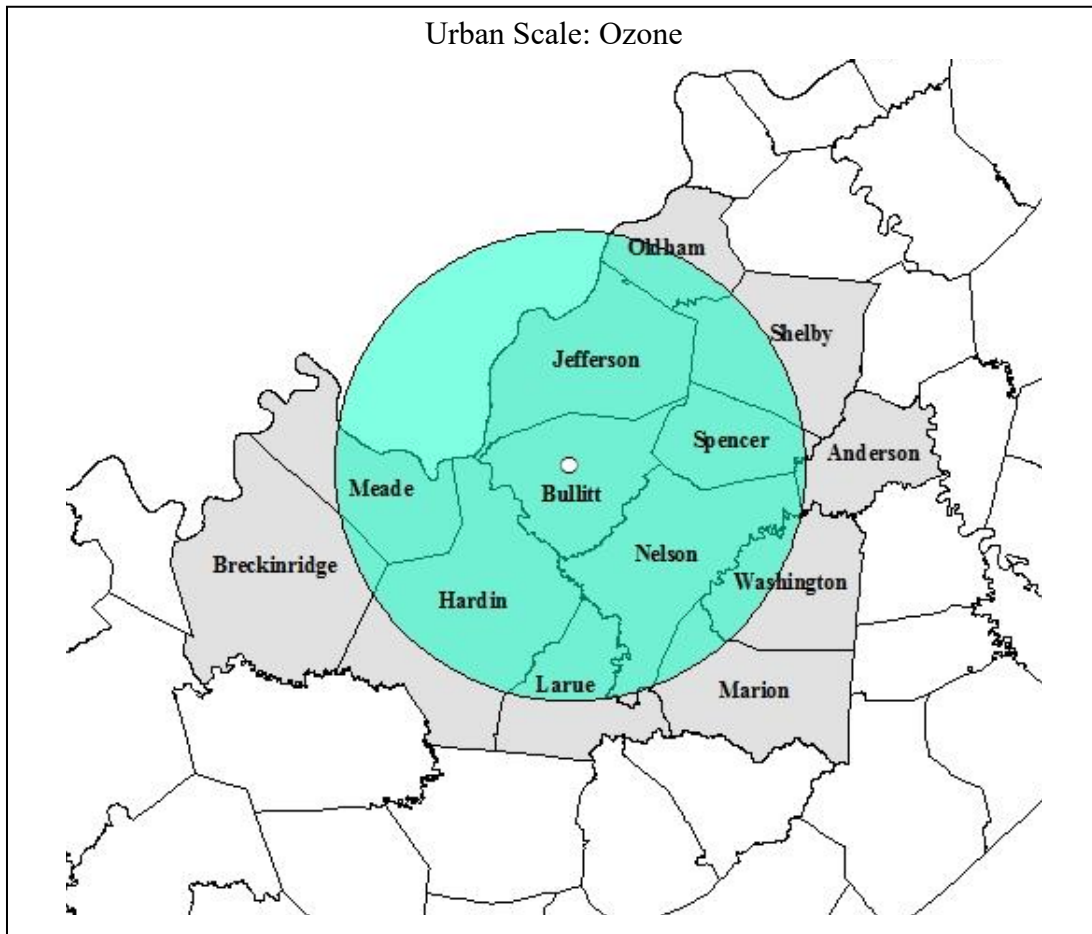 Urban Scale: Ozone
Oldham
Shelby
Jefferson
Spencer
Anderson
Meade
Bullitt
Nelson
Breckinridge
Washington
Hardin
Larue
Marion